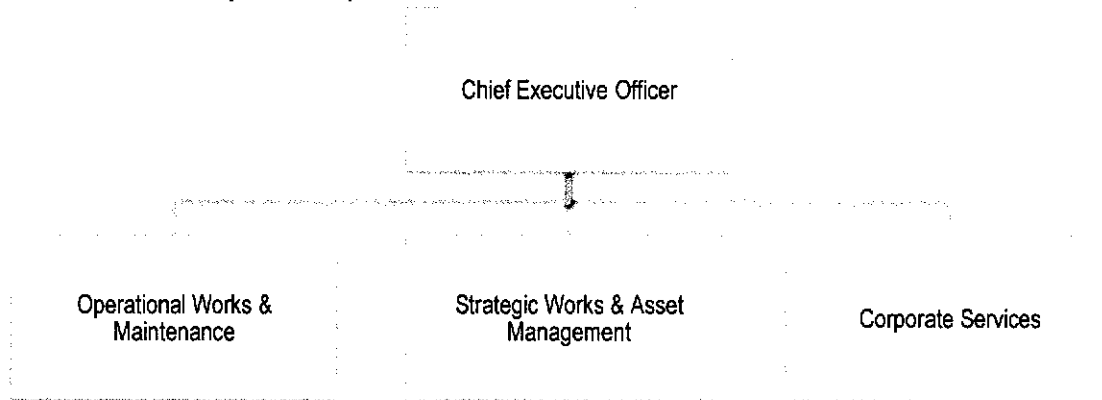 Chief Executive Officer
Operational Works &
Maintenance
Strategic Works & Asset
Management
Corporate Services